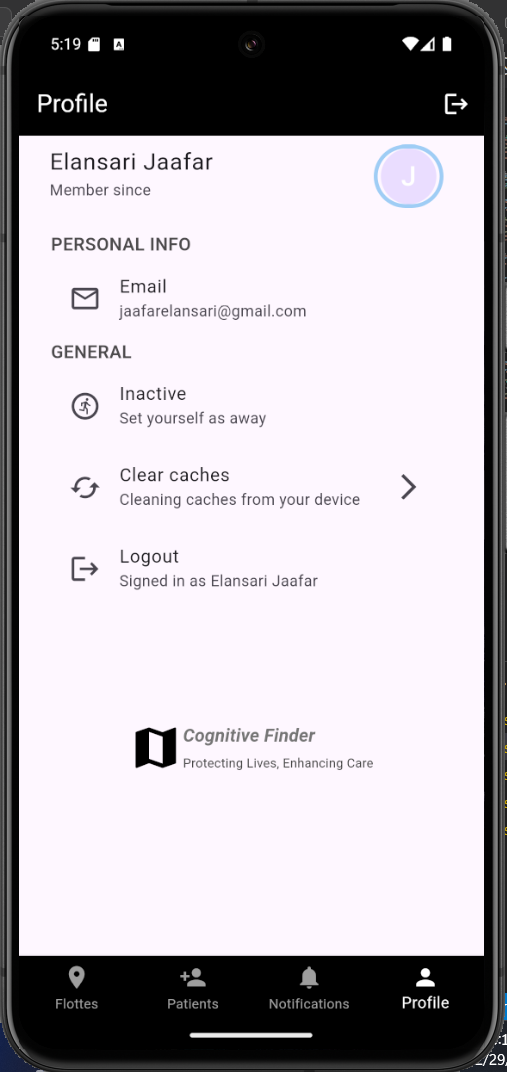 5:19
A
Profile
Elansari Jaafar
Member since
J
PERSONAL INFO
Email
jaafarelansari@gmail.com
GENERAL
Inactive
Set yourself as away
Clear caches
Cleaning caches from your device
Logout
Signed in as Elansari Jaafar
Cognitive Finder
Protecting Lives, Enhancing Care
Flottes
Patients
Notifications
Profile